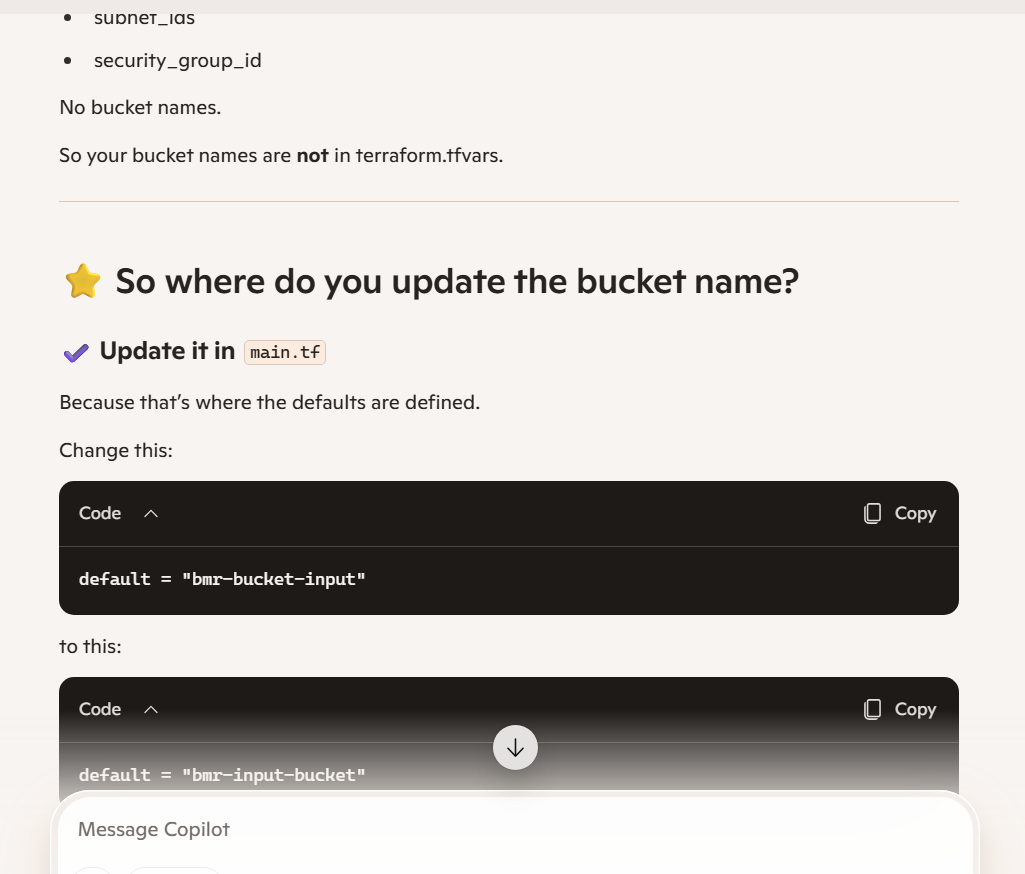 subnet_ids
security_group_id
No bucket names.
So your bucket names are not in terraform.tfvars.
So where do you update the bucket name?
Update it in main.tf
Because that's where the defaults are defined.
Change this:
Code
Copy
default = "bmr-bucket-input"
to this:
Code
Copy
default = "bmr-input-bucket"
Message Copilot